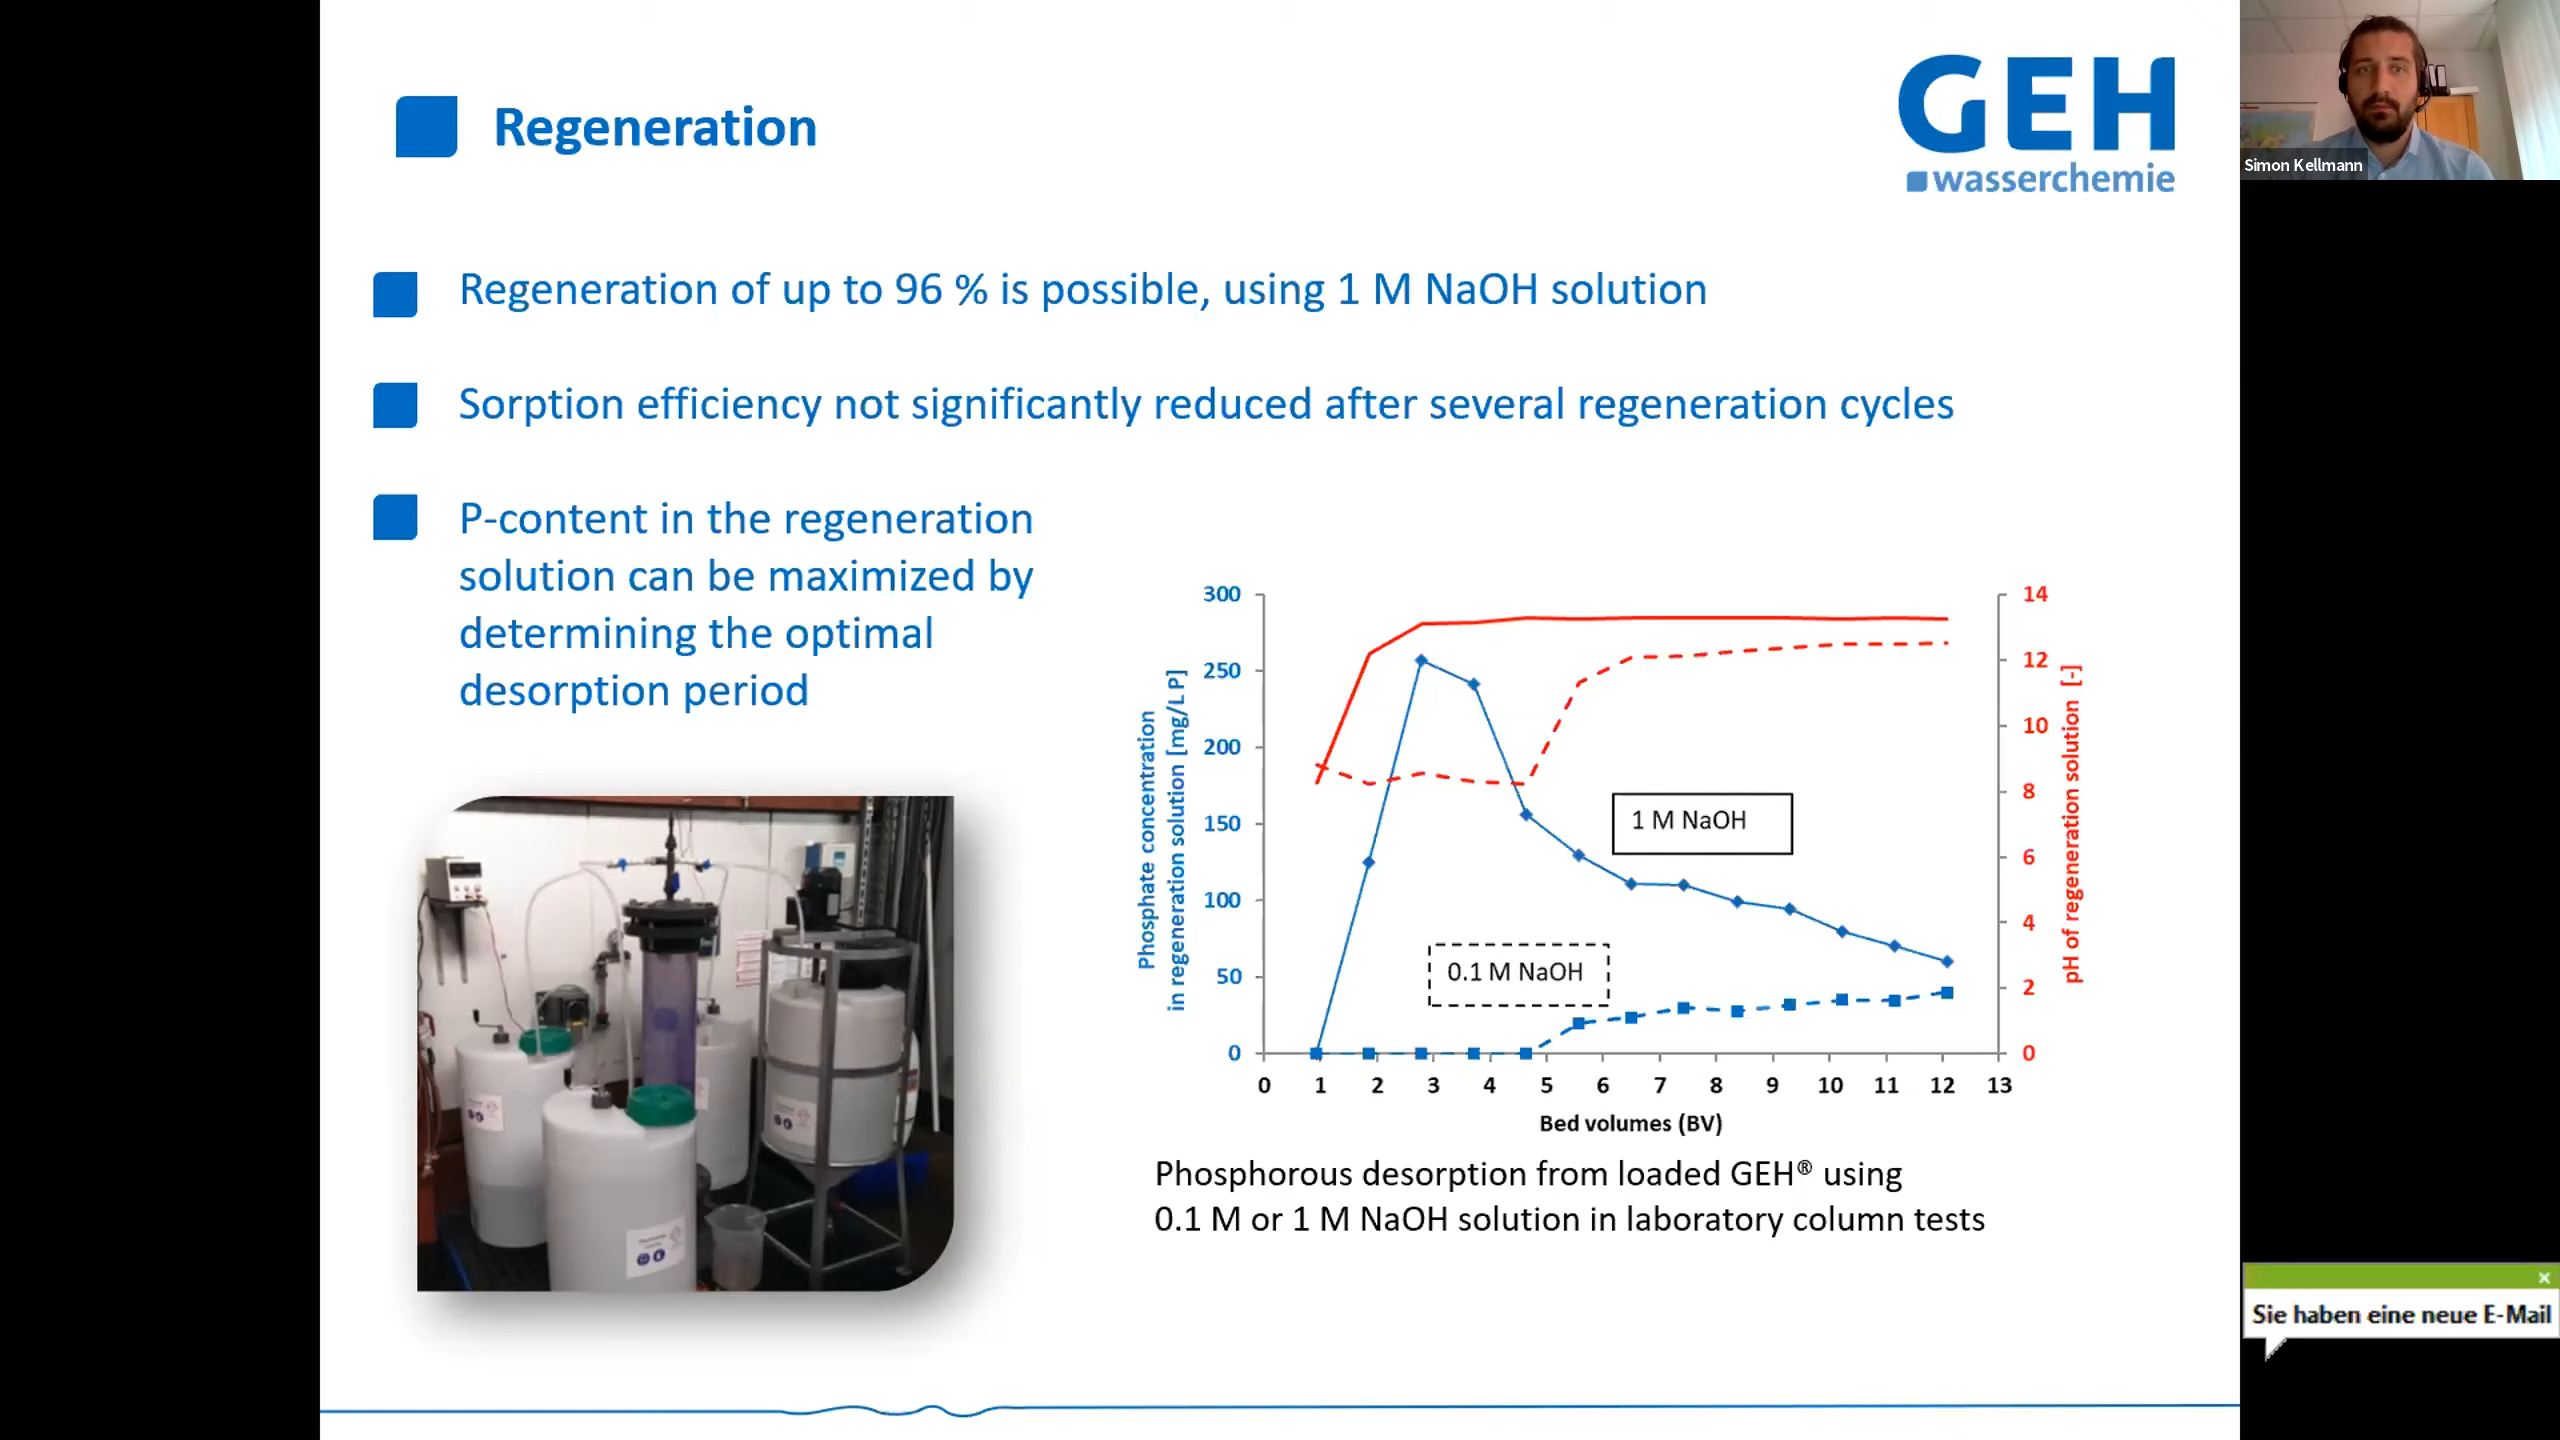 Regeneration
GEH
wasserchemie
Simon Kellmann
Regeneration of up to 96 % is possible, using 1 M NaOH solution
Sorption efficiency not significantly reduced after several regeneration cycles
P-content in the regeneration
solution can be maximized by
determining the optimal
desorption period
Phosphate concentration
in regeneration solution [mg/L P]
300
250
200
150
100
50
0
14
12
10
8
6
4
2
0
pH of regeneration solution [-]
1 M NaOH
0.1 M NaOH
0 1 2 3 4 5 6 7 8 9 10 11 12 13
Bed volumes (BV)
Phosphorous desorption from loaded GEH® using
0.1 M or 1 M NaOH solution in laboratory column tests
Sie haben eine neue E-Mail